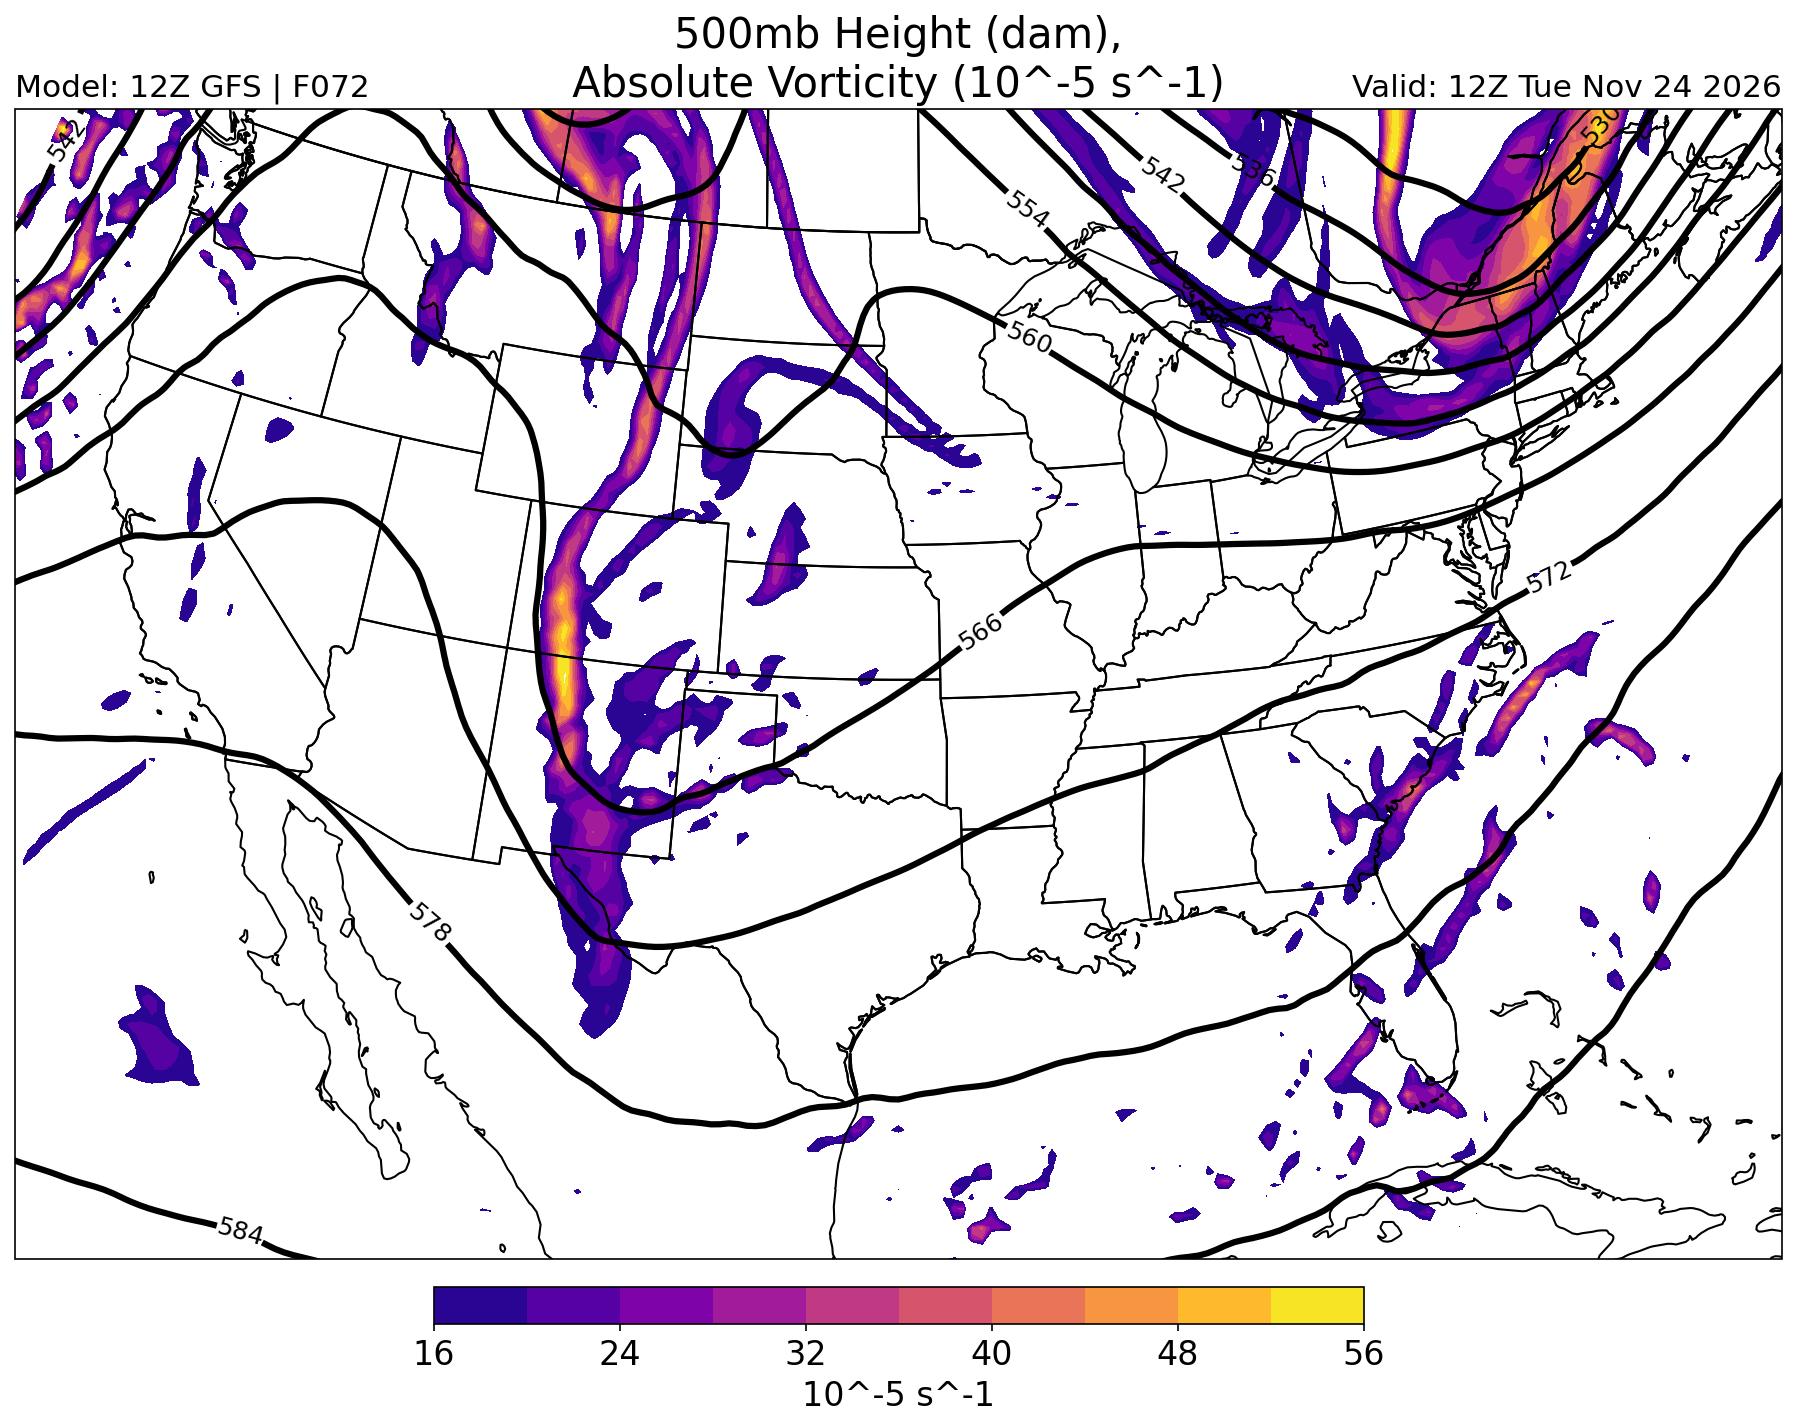 500mb Height (dam),
Absolute Vorticity (10^-5 s^-1)
Model: 12Z GFS | F072
Valid: 12Z Tue Nov 24 2026
542
530
536
542
554
560
572
566
578
584
16 24 32 40 48 56
10^-5 s^-1